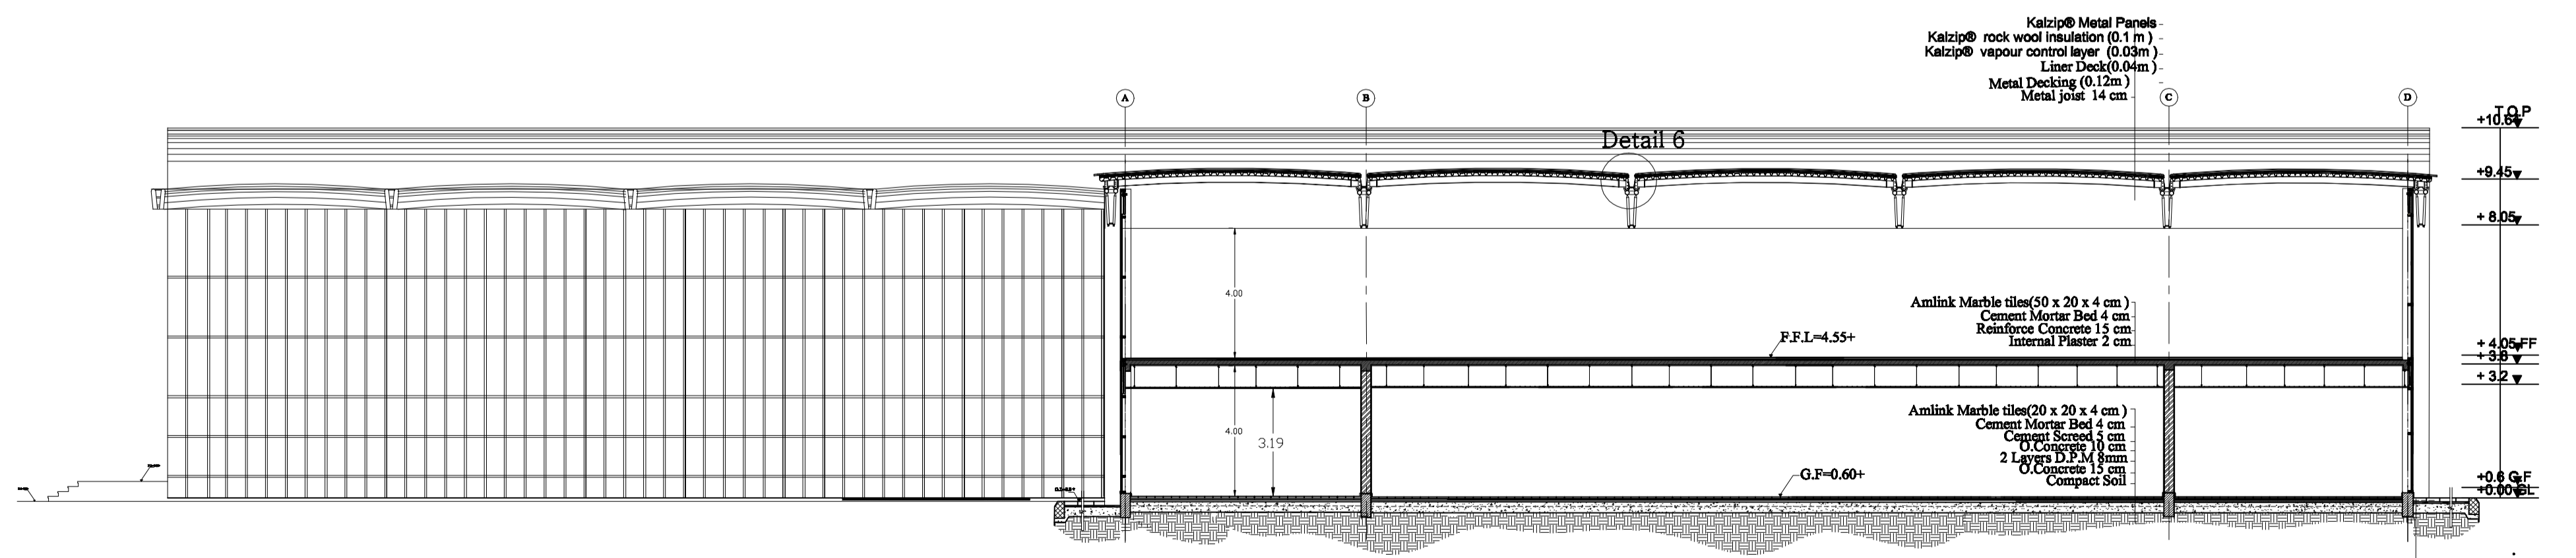 Kalzip® Metal Panels
Kalzip® rock wool insulation (0.1 m )
Kalzip® vapour control layer (0.03m )
Liner Deck(0.04m )
Metal Decking (0.12m )
Metal joist 14 cm
A
B
C
D
T.O.P
Detail 6
+9.45
+ 8.05
4.00
Amlink Marble tiles(50 x 20 x 4 cm )
Cement Mortar Bed 4 cm
Reinforce Concrete 15 cm
Internal Plaster 2 cm
F.F.L=4.55+
+ 4.05 FF
+ 3.8
+ 3.2
4.00
3.19
Amlink Marble tiles(20 x 20 x 4 cm )
Cement Mortar Bed 4 cm
Cement Screed 5 cm
O.Concrete 10 cm
2 Layers D.P.M 8mm
O.Concrete 15 cm
Compact Soil
G.F=0.60+
+0.6 G.F
+0.00 GL